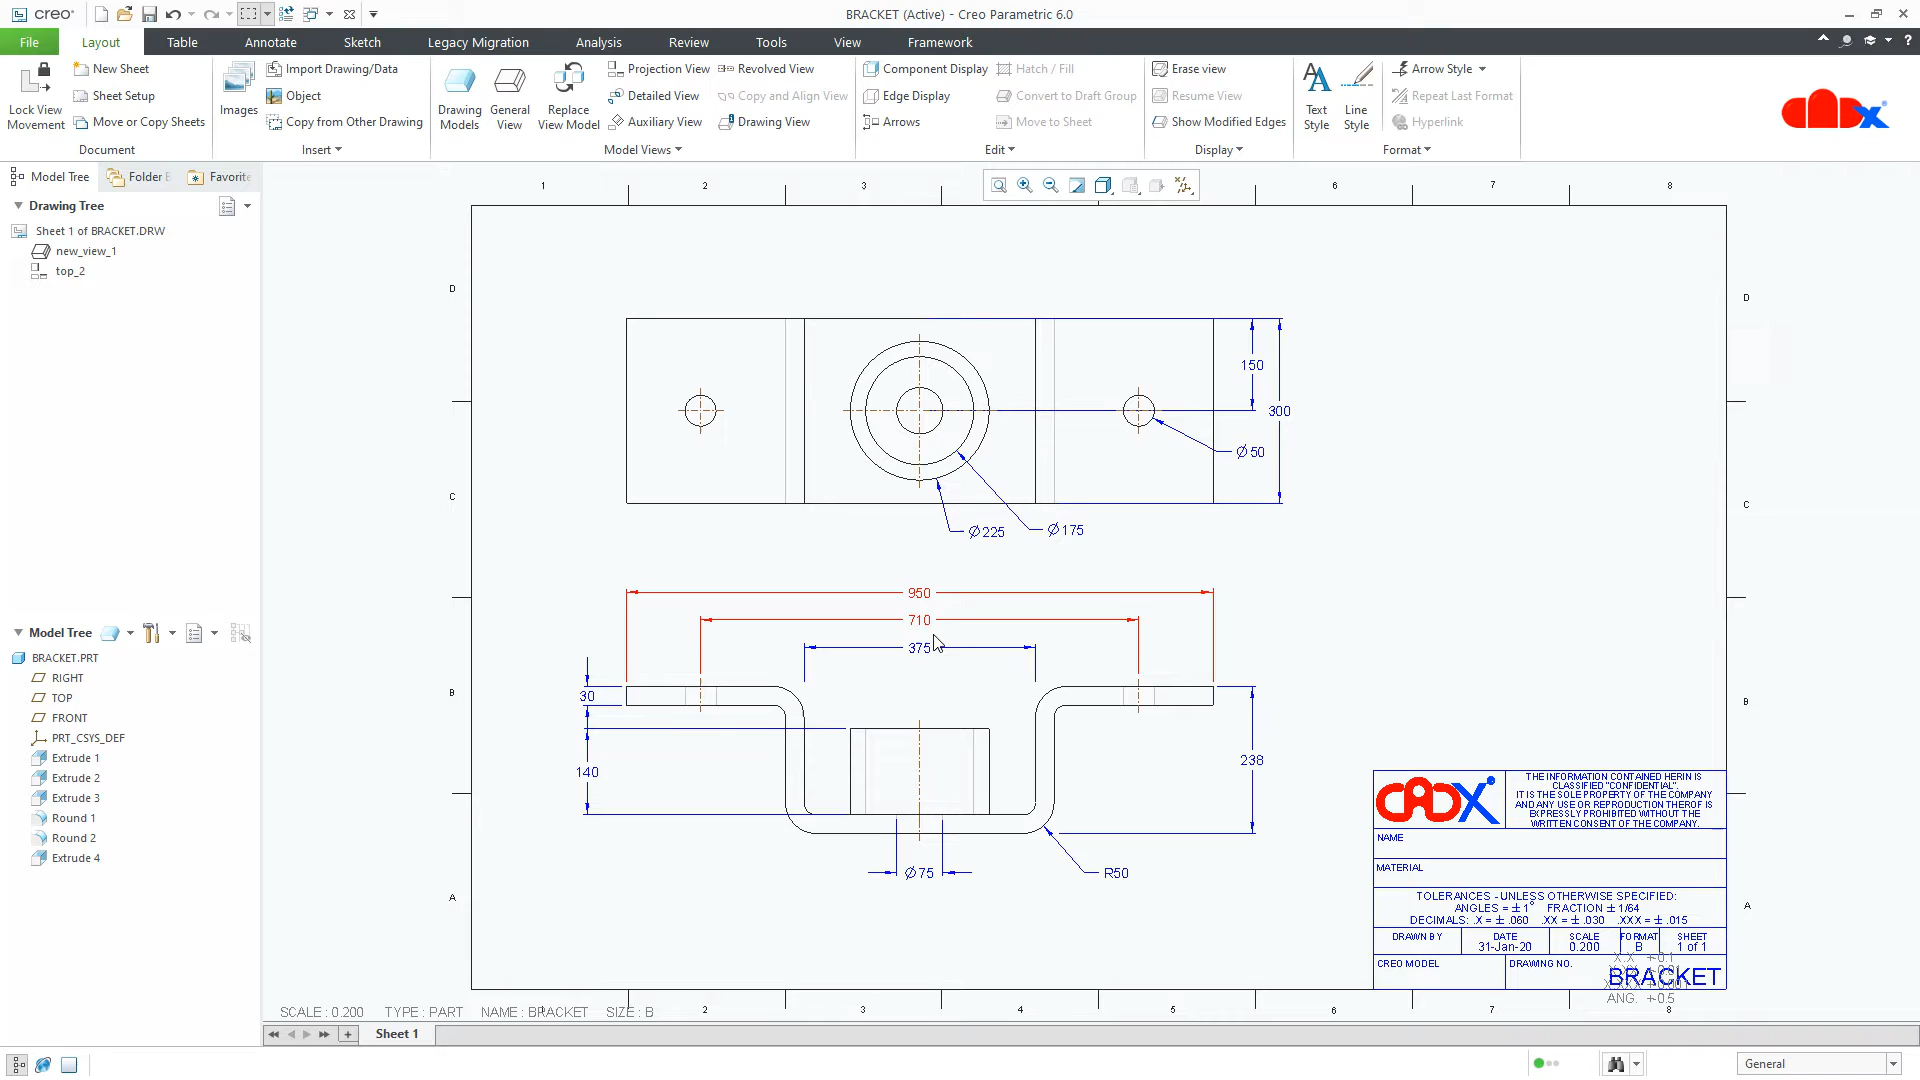 creo
BRACKET (Active) - Creo Parametric 6.0
File Layout Table Annotate Sketch Legacy Migration Analysis Review Tools View Framework
Lock View Movement
New Sheet
Sheet Setup
Move or Copy Sheets
Document
Images
Import Drawing/Data
Object
Copy from Other Drawing
Insert
Drawing Models
General View
Replace View Model
Projection View
Detailed View
Auxiliary View
Revolved View
Copy and Align View
Drawing View
Model Views
Component Display
Edge Display
Arrows
Hatch / Fill
Convert to Draft Group
Move to Sheet
Edit
Erase view
Resume View
Show Modified Edges
Display
Text Style
Line Style
Arrow Style
Repeat Last Format
Hyperlink
Format
CADX
Model Tree Folder B Favorite
Drawing Tree
Sheet 1 of BRACKET.DRW
new_view_1
top_2
Model Tree
BRACKET.PRT
RIGHT
TOP
FRONT
PRT_CSYS_DEF
Extrude 1
Extrude 2
Extrude 3
Round 1
Round 2
Extrude 4
1 2 3 6 7 8
D D
C C
B B
A A
150
300
Ø50
Ø225
Ø175
950
710
375
30
140
238
Ø75
R50
CADX
THE INFORMATION CONTAINED HERIN IS
CLASSIFIED "CONFIDENTIAL".
IT IS THE SOLE PROPERTY OF THE COMPANY
AND ANY USE OR REPRODUCTION THEROF IS
EXPRESSLY PROHIBITED WITHOUT THE
WRITTEN CONSENT OF THE COMPANY.
NAME
MATERIAL
TOLERANCES - UNLESS OTHERWISE SPECIFIED:
ANGLES = ± 1° FRACTION ± 1/64
DECIMALS: .X = ± .060 .XX = ± .030 .XXX = ± .015
DRAWN BY DATE SCALE FORMAT SHEET
31-Jan-20 0.200 B 1 of 1
CREO MODEL DRAWING NO. BRACKET
X.X +-0.1
ANG. +-0.5
SCALE : 0.200 TYPE : PART NAME : BRACKET SIZE : B
2 3 4 5 6 7 8
Sheet 1
General